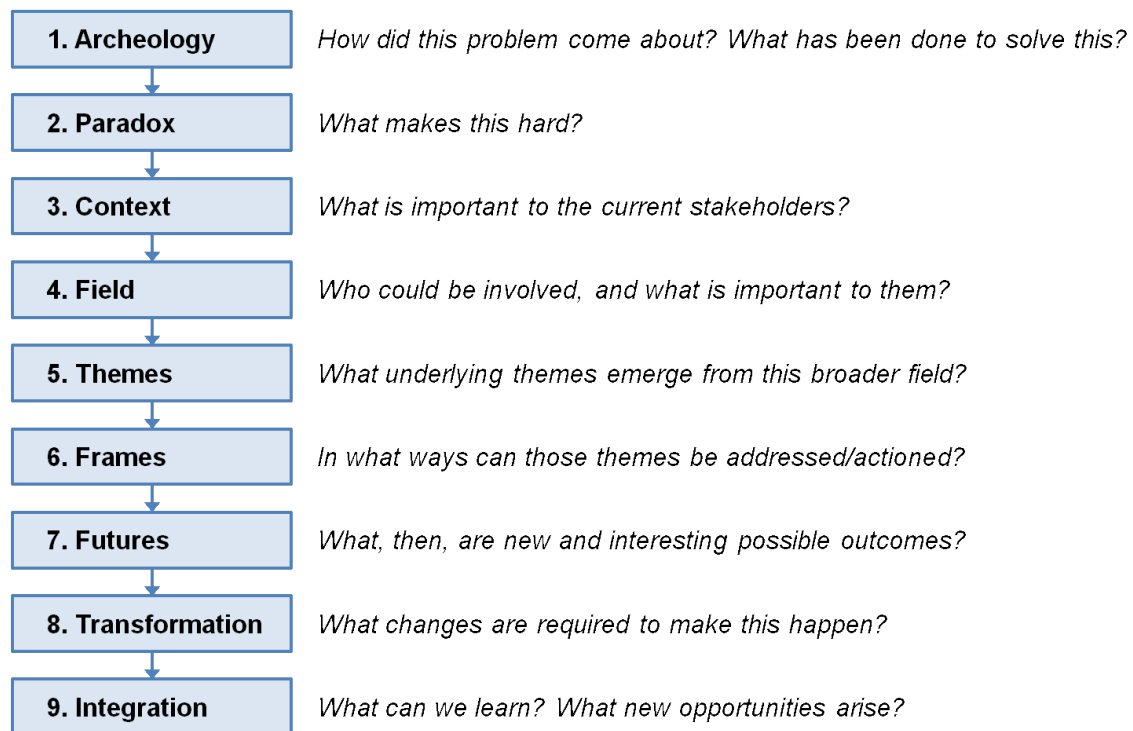 1. Archeology How did this problem come about? What has been done to solve this?
2. Paradox What makes this hard?
3. Context What is important to the current stakeholders?
4. Field Who could be involved, and what is important to them?
5. Themes What underlying themes emerge from this broader field?
6. Frames In what ways can those themes be addressed/actioned?
7. Futures What, then, are new and interesting possible outcomes?
8. Transformation What changes are required to make this happen?
9. Integration What can we learn? What new opportunities arise?